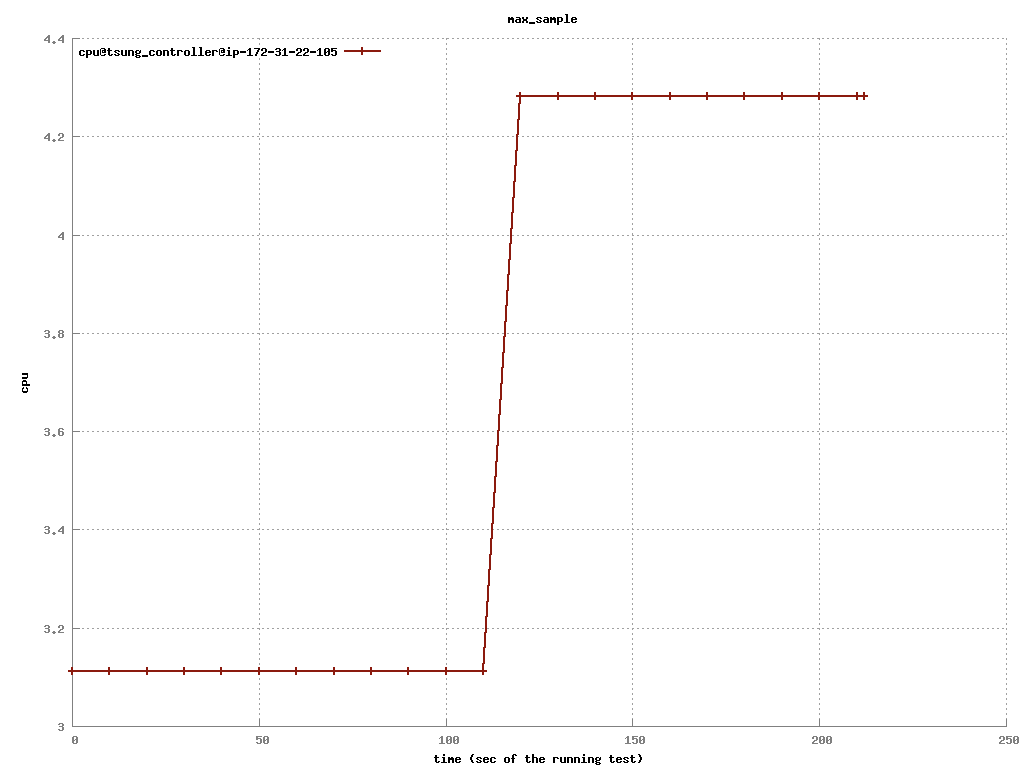 max_sample
cpu@tsung_controller@ip-172-31-22-105
4.4
4.2
4
3.8
3.6
3.4
3.2
3
cpu
0 50 100 150 200 250
time (sec of the running test)